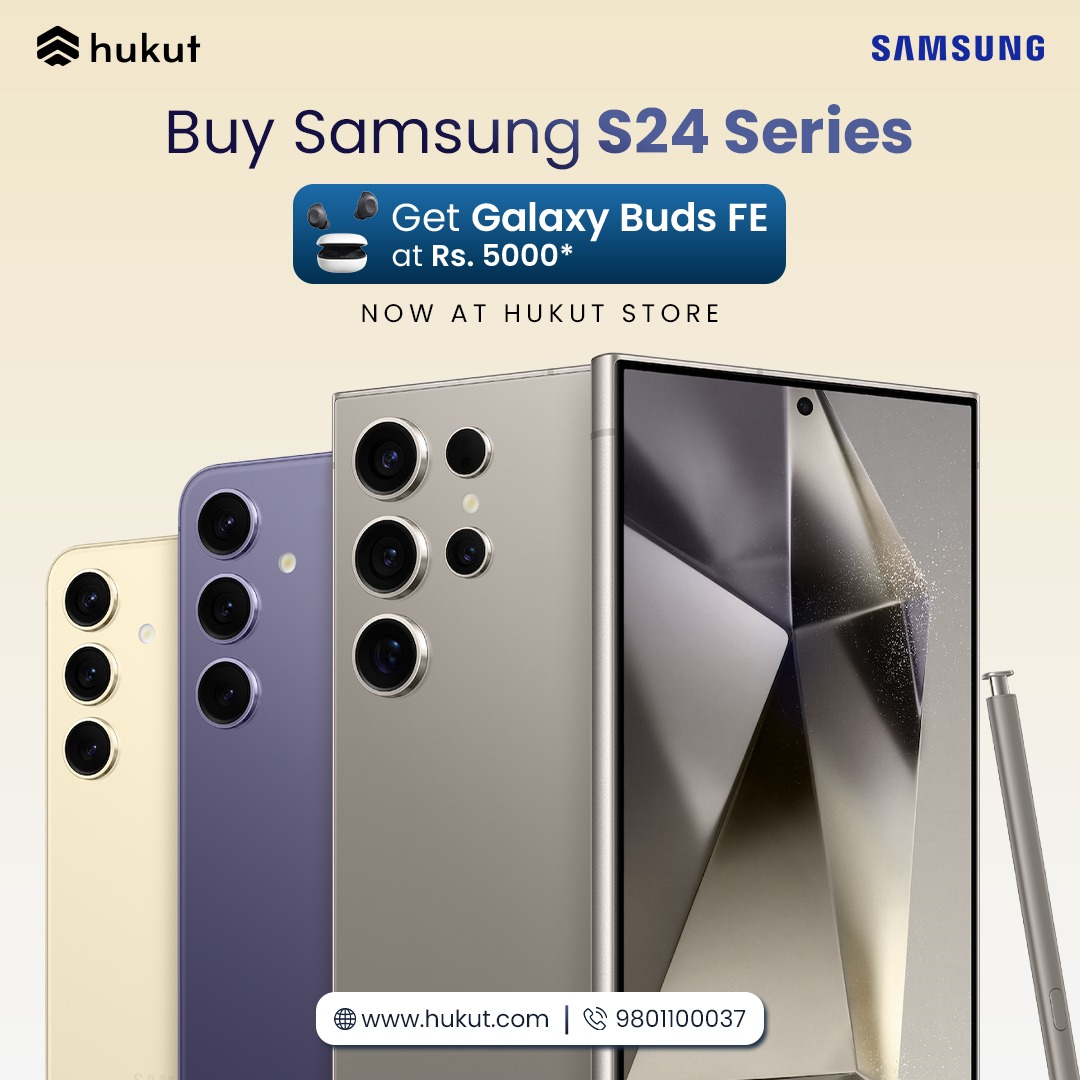 hukut
SAMSUNG
Buy Samsung S24 Series
Get Galaxy Buds FE
at Rs. 5000*
NOW AT HUKUT STORE
www.hukut.com | 9801100037